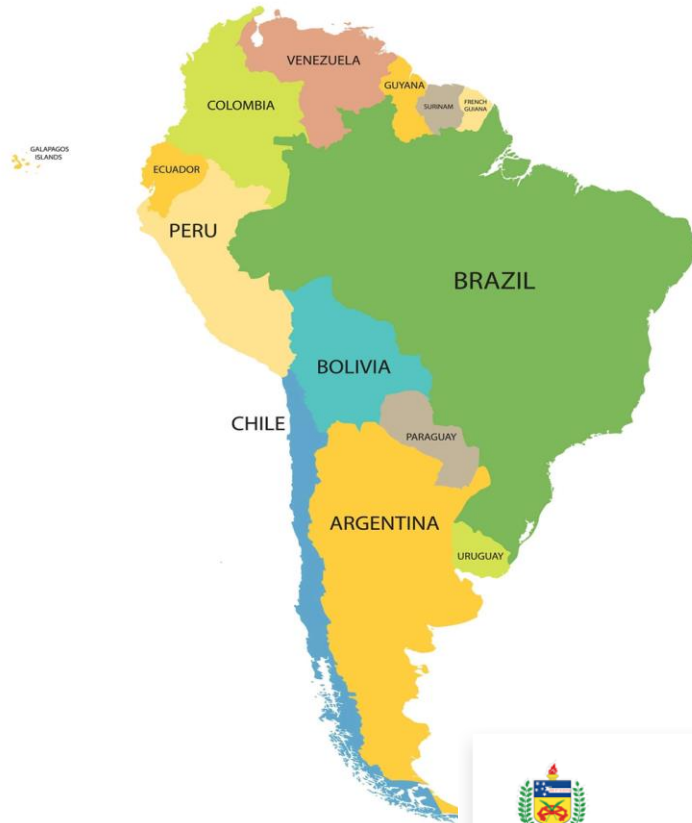 VENEZUELA
GUYANA
SURINAM
FRENCH
GUIANA
COLOMBIA
GALAPAGOS
ISLANDS
ECUADOR
PERU
BRAZIL
BOLIVIA
CHILE
PARAGUAY
ARGENTINA
URUGUAY